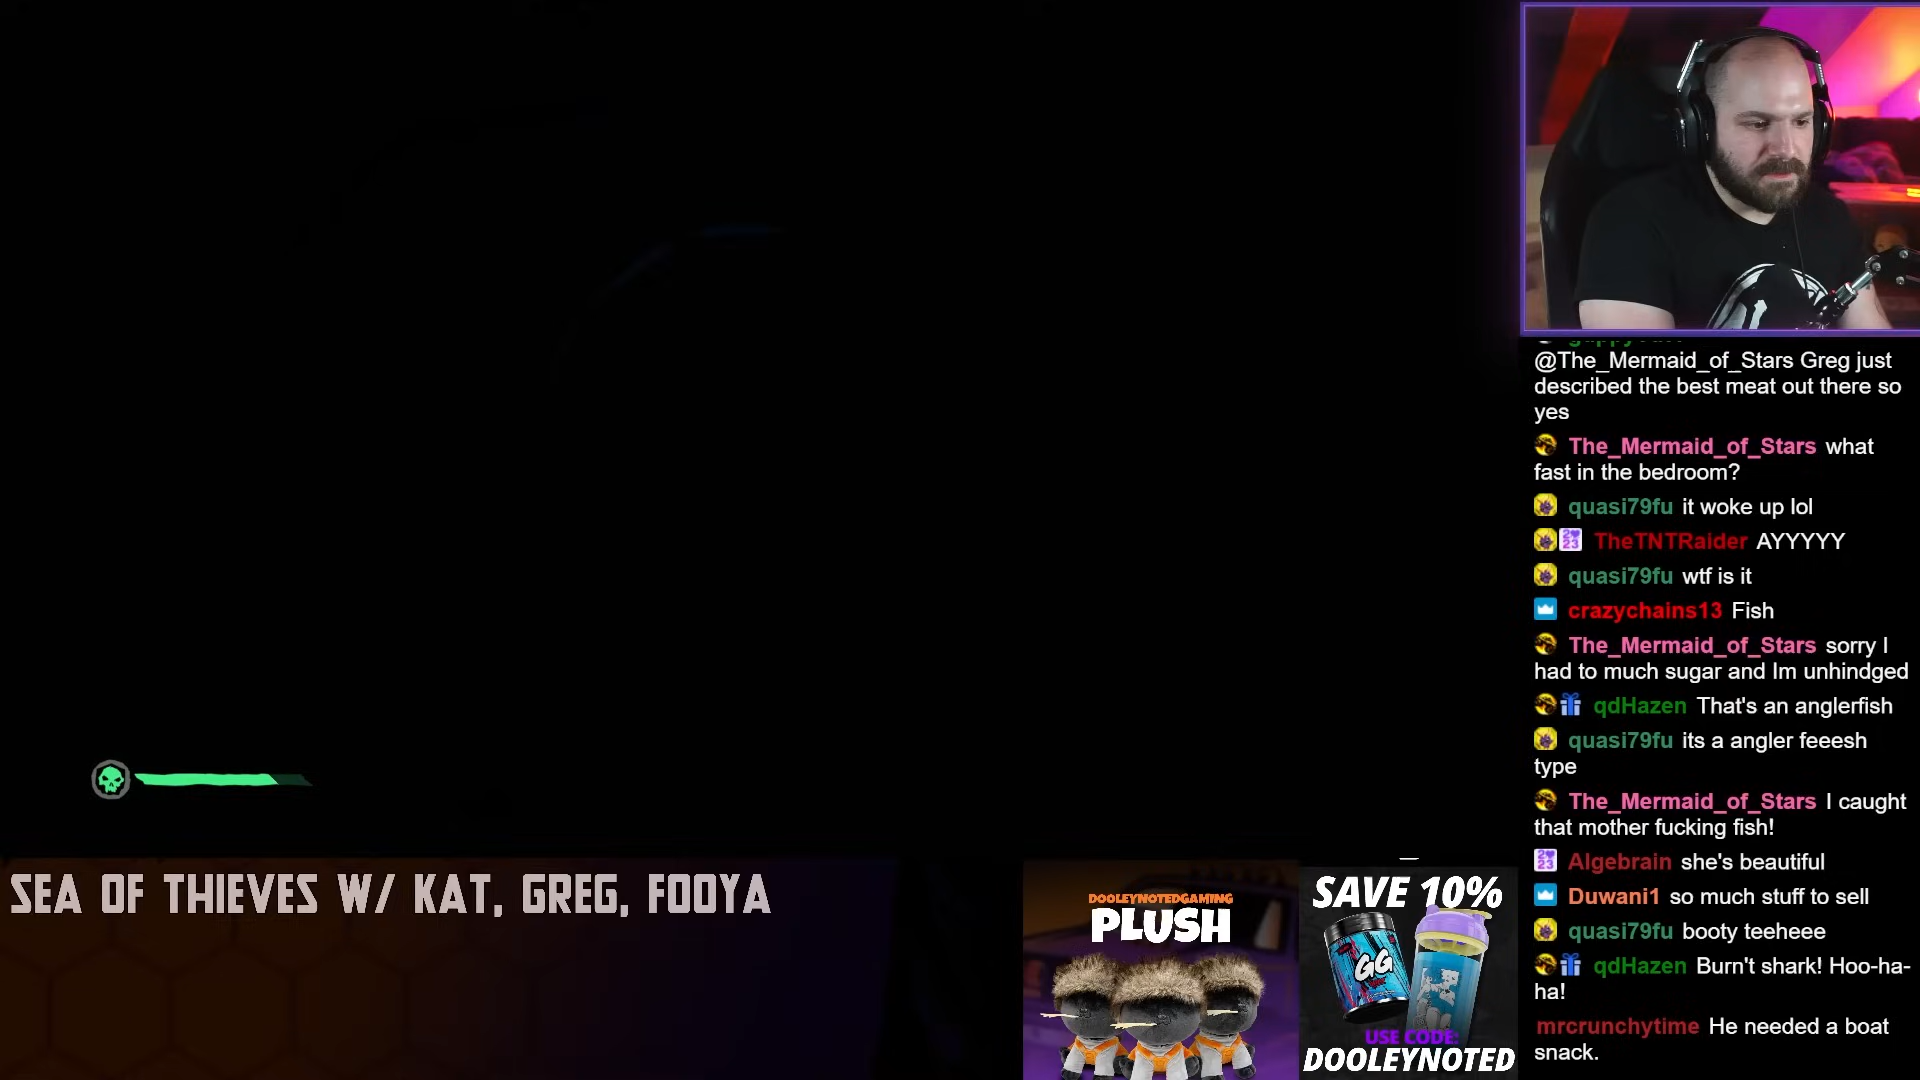 @The_Mermaid_of_Stars Greg just
described the best meat out there so
yes
The_Mermaid_of_Stars what
fast in the bedroom?
quasi79fu it woke up lol
TheTNTRaider AYYYYY
quasi79fu wtf is it
crazychains13 Fish
The_Mermaid_of_Stars sorry I
had to much sugar and Im unhindged
qdHazen That's an anglerfish
quasi79fu its a angler feeesh
type
The_Mermaid_of_Stars I caught
that mother fucking fish!
Algebrain she's beautiful
Duwani1 so much stuff to sell
quasi79fu booty teeheee
qdHazen Burn't shark! Hoo-ha-
ha!
mrcrunchytime He needed a boat
snack.
SEA OF THIEVES W/ KAT, GREG, FOOYA
DOOLEYNOTEDGAMING
PLUSH
SAVE 10%
GG
USE CODE:
DOOLEYNOTED